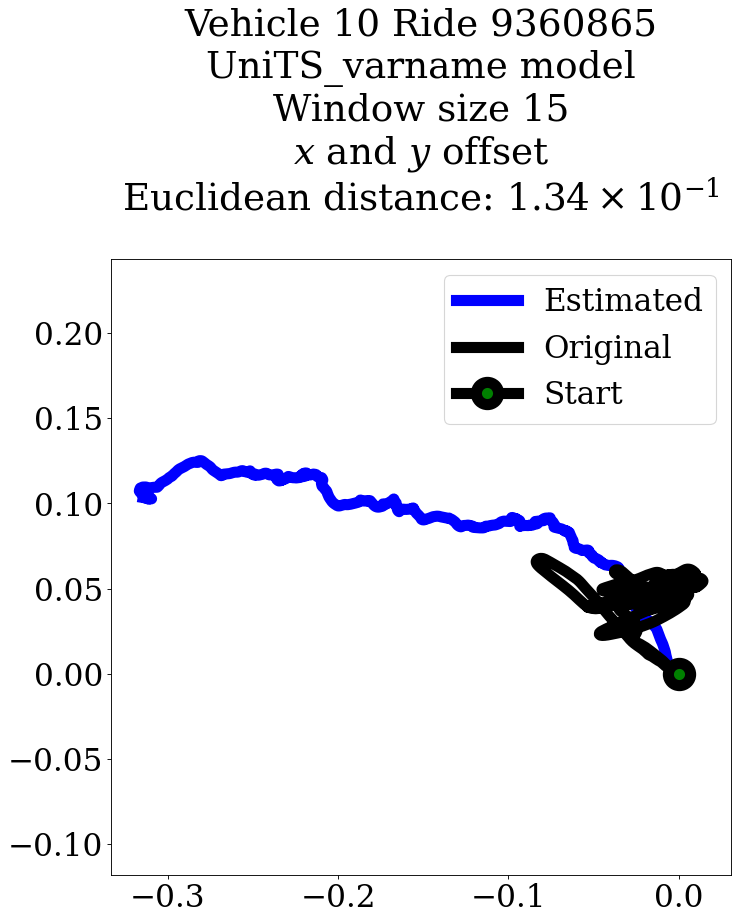 Vehicle 10 Ride 9360865
UniTS_varname model
Window size 15
x and y offset
Euclidean distance: 1.34 × 10⁻¹
Estimated
Original
Start
0.20
0.15
0.10
0.05
0.00
−0.05
−0.10
−0.3 −0.2 −0.1 0.0